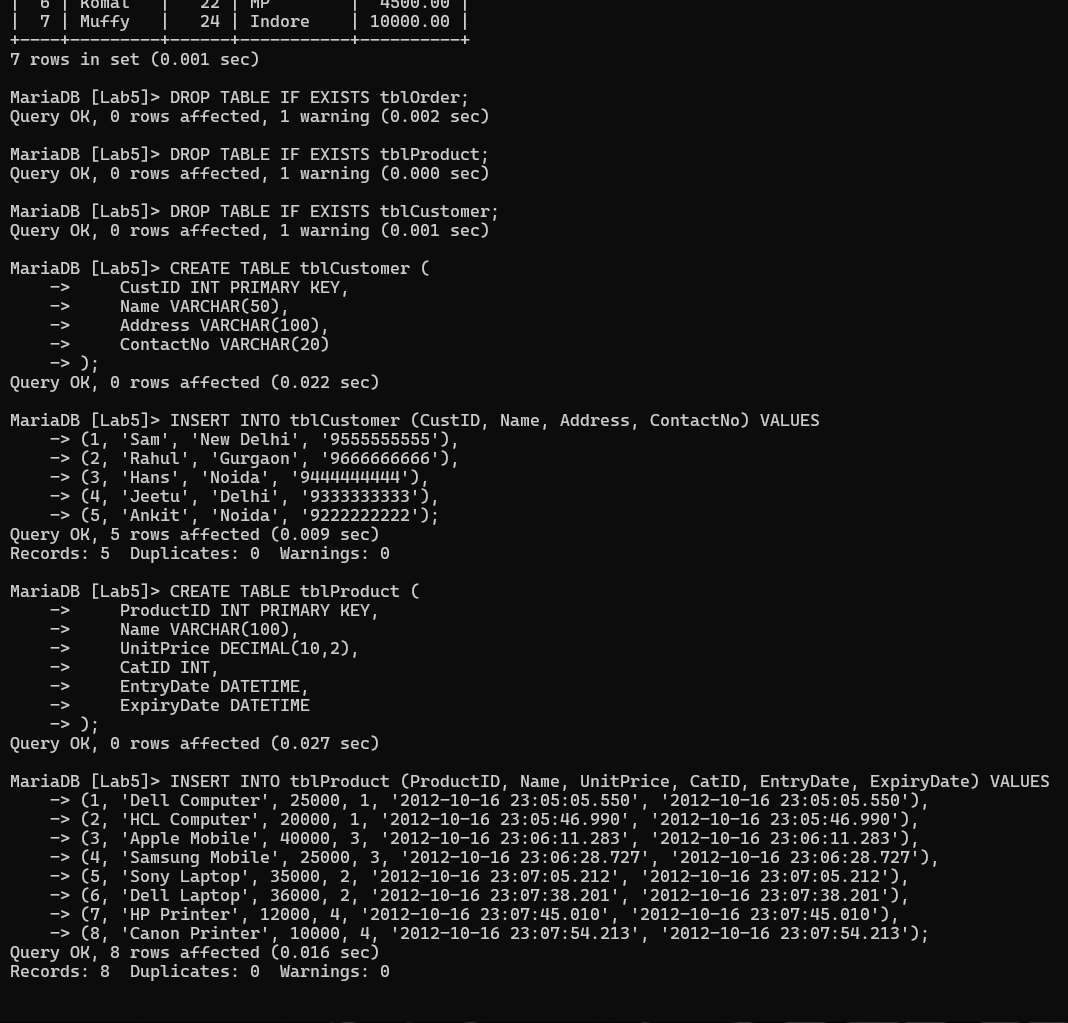 |  6 | Komal   |   22 | MP        |  4500.00 |
|  7 | Muffy   |   24 | Indore    | 10000.00 |
+----+---------+------+-----------+----------+
7 rows in set (0.001 sec)

MariaDB [Lab5]> DROP TABLE IF EXISTS tblOrder;
Query OK, 0 rows affected, 1 warning (0.002 sec)

MariaDB [Lab5]> DROP TABLE IF EXISTS tblProduct;
Query OK, 0 rows affected, 1 warning (0.000 sec)

MariaDB [Lab5]> DROP TABLE IF EXISTS tblCustomer;
Query OK, 0 rows affected, 1 warning (0.001 sec)

MariaDB [Lab5]> CREATE TABLE tblCustomer (
    ->     CustID INT PRIMARY KEY,
    ->     Name VARCHAR(50),
    ->     Address VARCHAR(100),
    ->     ContactNo VARCHAR(20)
    -> );
Query OK, 0 rows affected (0.022 sec)

MariaDB [Lab5]> INSERT INTO tblCustomer (CustID, Name, Address, ContactNo) VALUES
    -> (1, 'Sam', 'New Delhi', '9555555555'),
    -> (2, 'Rahul', 'Gurgaon', '9666666666'),
    -> (3, 'Hans', 'Noida', '9444444444'),
    -> (4, 'Jeetu', 'Delhi', '9333333333'),
    -> (5, 'Ankit', 'Noida', '9222222222');
Query OK, 5 rows affected (0.009 sec)
Records: 5  Duplicates: 0  Warnings: 0

MariaDB [Lab5]> CREATE TABLE tblProduct (
    ->     ProductID INT PRIMARY KEY,
    ->     Name VARCHAR(100),
    ->     UnitPrice DECIMAL(10,2),
    ->     CatID INT,
    ->     EntryDate DATETIME,
    ->     ExpiryDate DATETIME
    -> );
Query OK, 0 rows affected (0.027 sec)

MariaDB [Lab5]> INSERT INTO tblProduct (ProductID, Name, UnitPrice, CatID, EntryDate, ExpiryDate) VALUES
    -> (1, 'Dell Computer', 25000, 1, '2012-10-16 23:05:05.550', '2012-10-16 23:05:05.550'),
    -> (2, 'HCL Computer', 20000, 1, '2012-10-16 23:05:46.990', '2012-10-16 23:05:46.990'),
    -> (3, 'Apple Mobile', 40000, 3, '2012-10-16 23:06:11.283', '2012-10-16 23:06:11.283'),
    -> (4, 'Samsung Mobile', 25000, 3, '2012-10-16 23:06:28.727', '2012-10-16 23:06:28.727'),
    -> (5, 'Sony Laptop', 35000, 2, '2012-10-16 23:07:05.212', '2012-10-16 23:07:05.212'),
    -> (6, 'Dell Laptop', 36000, 2, '2012-10-16 23:07:38.201', '2012-10-16 23:07:38.201'),
    -> (7, 'HP Printer', 12000, 4, '2012-10-16 23:07:45.010', '2012-10-16 23:07:45.010'),
    -> (8, 'Canon Printer', 10000, 4, '2012-10-16 23:07:54.213', '2012-10-16 23:07:54.213');
Query OK, 8 rows affected (0.016 sec)
Records: 8  Duplicates: 0  Warnings: 0